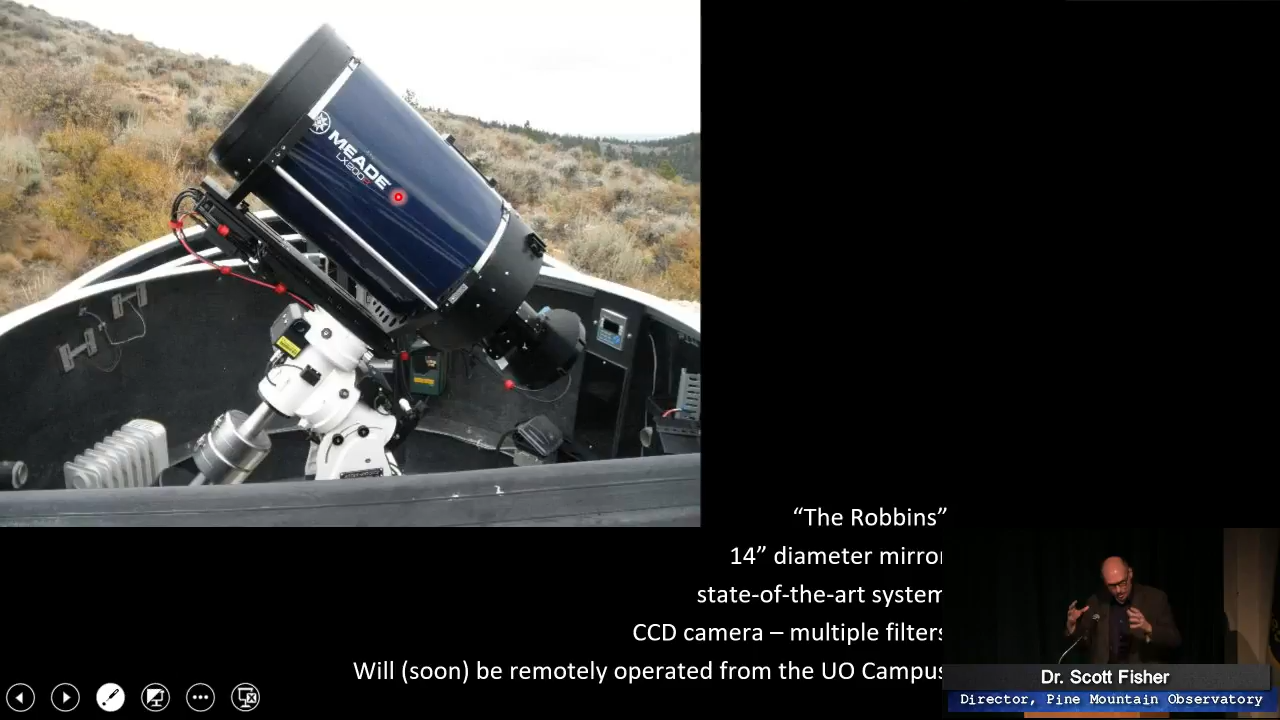 MEADE
LX200
“The Robbins”
14” diameter mirror
state-of-the-art system
CCD camera – multiple filters
Will (soon) be remotely operated from the UO Campus
Dr. Scott Fisher
Director, Pine Mountain Observatory